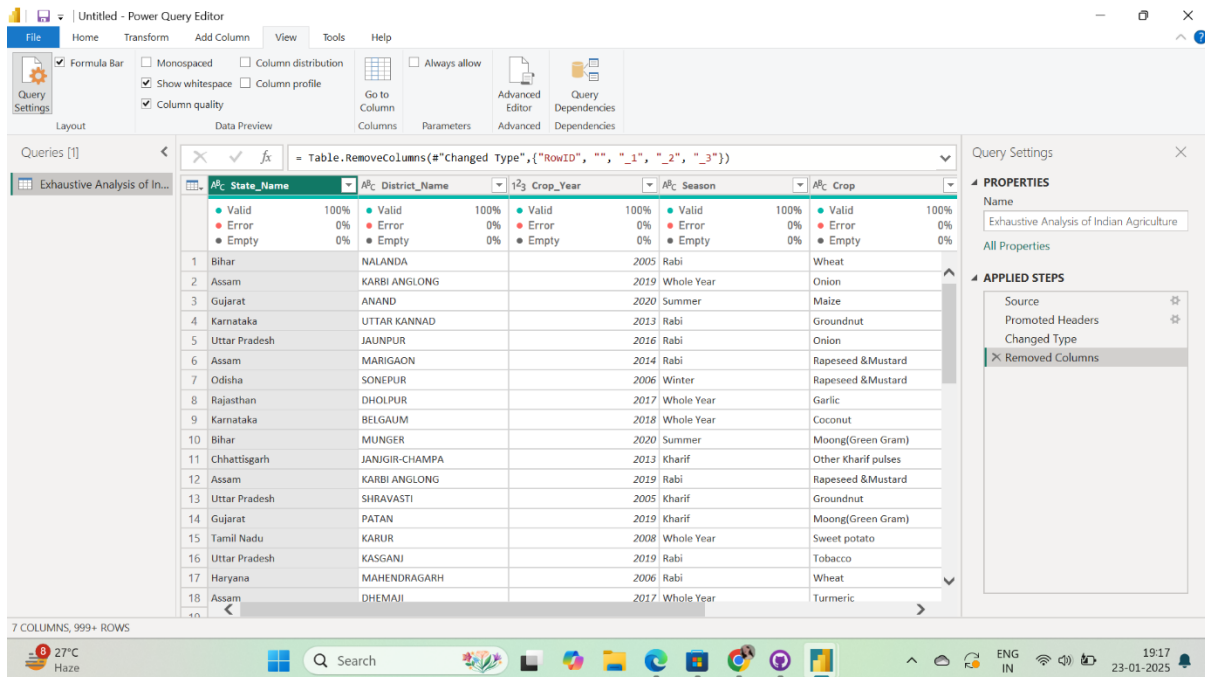 Untitled - Power Query Editor
File Home Transform Add Column View Tools Help
Formula Bar Monospaced Column distribution Always allow
Show whitespace Column profile
Column quality
Query Settings
Go to Column
Advanced Editor
Query Dependencies
Layout Data Preview Columns Parameters Advanced Dependencies
Queries [1]
Exhaustive Analysis of In...
fx = Table.RemoveColumns(#"Changed Type",{"RowID", "", "_1", "_2", "_3"})
ABC State_Name ABC District_Name 123 Crop_Year ABC Season ABC Crop
Valid 100% Valid 100% Valid 100% Valid 100% Valid 100%
Error 0% Error 0% Error 0% Error 0% Error 0%
Empty 0% Empty 0% Empty 0% Empty 0% Empty 0%
1 Bihar NALANDA 2005 Rabi Wheat
2 Assam KARBI ANGLONG 2019 Whole Year Onion
3 Gujarat ANAND 2020 Summer Maize
4 Karnataka UTTAR KANNAD 2013 Rabi Groundnut
5 Uttar Pradesh JAUNPUR 2016 Rabi Onion
6 Assam MARIGAON 2014 Rabi Rapeseed &Mustard
7 Odisha SONEPUR 2006 Winter Rapeseed &Mustard
8 Rajasthan DHOLPUR 2017 Whole Year Garlic
9 Karnataka BELGAUM 2018 Whole Year Coconut
10 Bihar MUNGER 2020 Summer Moong(Green Gram)
11 Chhattisgarh JANJGIR-CHAMPA 2013 Kharif Other Kharif pulses
12 Assam KARBI ANGLONG 2019 Rabi Rapeseed &Mustard
13 Uttar Pradesh SHRAVASTI 2005 Kharif Groundnut
14 Gujarat PATAN 2019 Kharif Moong(Green Gram)
15 Tamil Nadu KARUR 2008 Whole Year Sweet potato
16 Uttar Pradesh KASGANJ 2019 Rabi Tobacco
17 Haryana MAHENDRAGARH 2006 Rabi Wheat
18 Assam DHEMAJI 2017 Whole Year Turmeric
19
Query Settings
PROPERTIES
Name
Exhaustive Analysis of Indian Agriculture
All Properties
APPLIED STEPS
Source
Promoted Headers
Changed Type
Removed Columns
7 COLUMNS, 999+ ROWS
8
27°C
Haze
Search
ENG
IN
19:17
23-01-2025